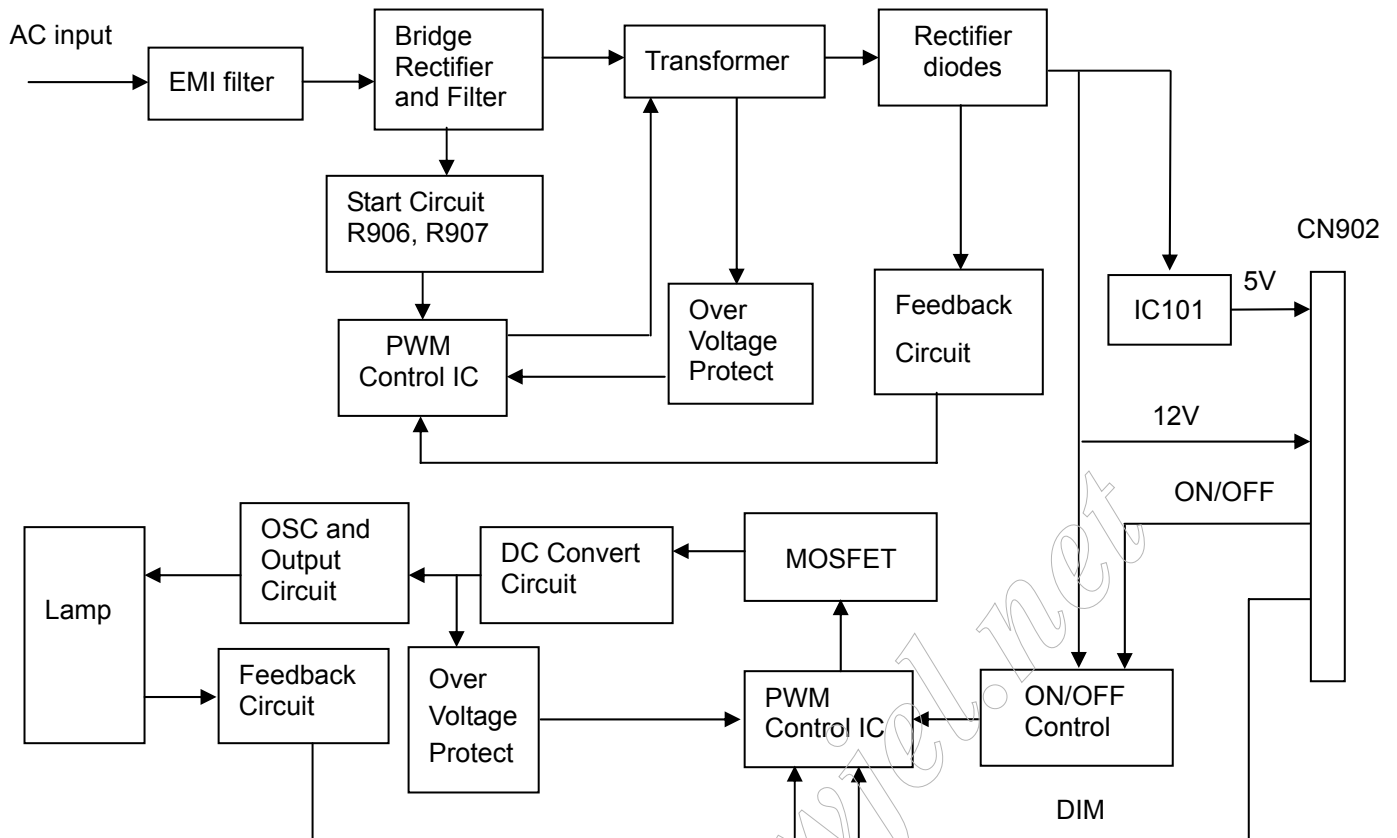 AC input
EMI filter
Bridge
Rectifier
and Filter
Transformer
Rectifier
diodes
Start Circuit
R906, R907
CN902
PWM
Control IC
Over
Voltage
Protect
Feedback
Circuit
IC101
5V
12V
ON/OFF
Lamp
OSC and
Output
Circuit
DC Convert
Circuit
MOSFET
Feedback
Circuit
Over
Voltage
Protect
PWM
Control IC
ON/OFF
Control
DIM
wjel.net